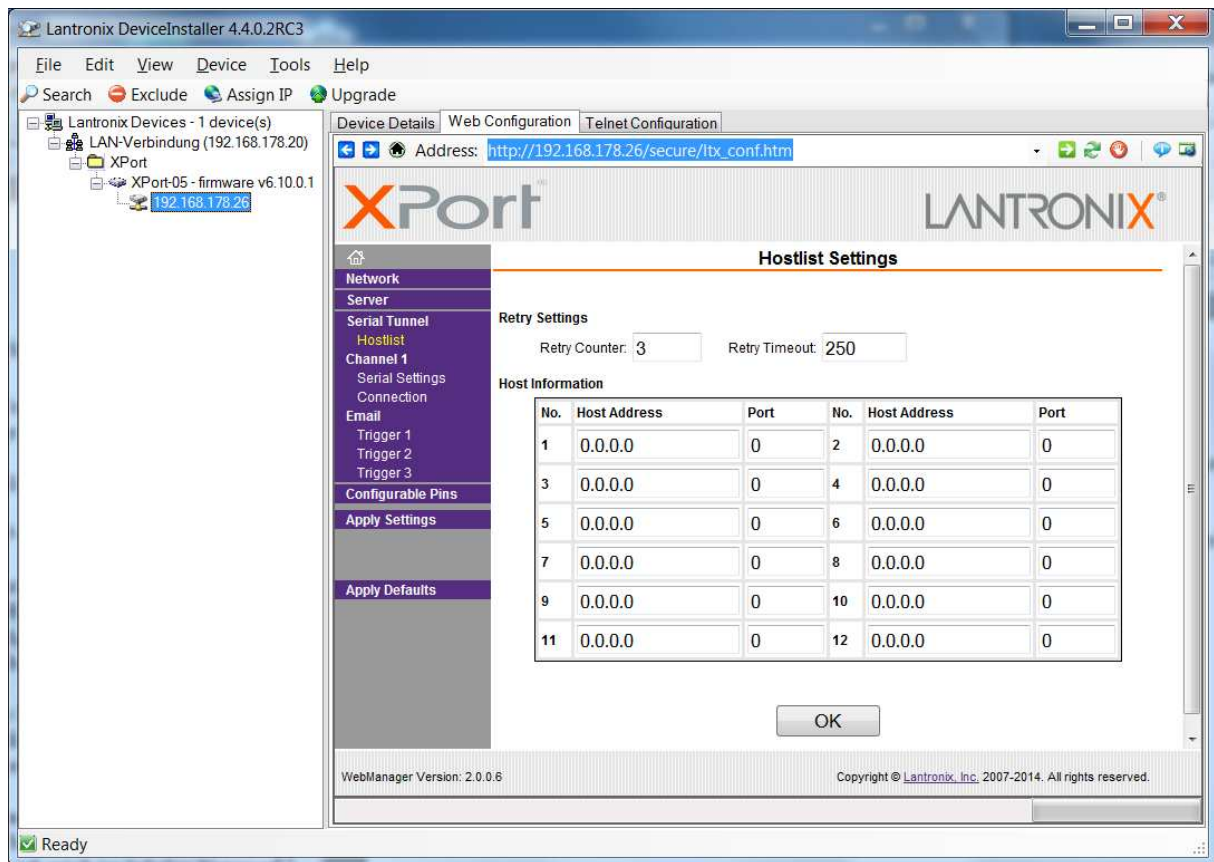 Lantronix DeviceInstaller 4.4.0.2RC3
File Edit View Device Tools Help
Search Exclude Assign IP Upgrade
Lantronix Devices - 1 device(s)
LAN-Verbindung (192.168.178.20)
XPort
XPort-05 - firmware v6.10.0.1
192.168.178.26
Device Details Web Configuration Telnet Configuration
Address: http://192.168.178.26/secure/ltx_conf.htm
XPort® LANTRONIX®
Network
Server
Serial Tunnel
Hostlist
Channel 1
Serial Settings
Connection
Email
Trigger 1
Trigger 2
Trigger 3
Configurable Pins
Apply Settings
Apply Defaults
Hostlist Settings
Retry Settings
Retry Counter: 3 Retry Timeout: 250
Host Information
No. Host Address Port No. Host Address Port
1 0.0.0.0 0 2 0.0.0.0 0
3 0.0.0.0 0 4 0.0.0.0 0
5 0.0.0.0 0 6 0.0.0.0 0
7 0.0.0.0 0 8 0.0.0.0 0
9 0.0.0.0 0 10 0.0.0.0 0
11 0.0.0.0 0 12 0.0.0.0 0
OK
WebManager Version: 2.0.0.6 Copyright © Lantronix, Inc. 2007-2014. All rights reserved.
Ready